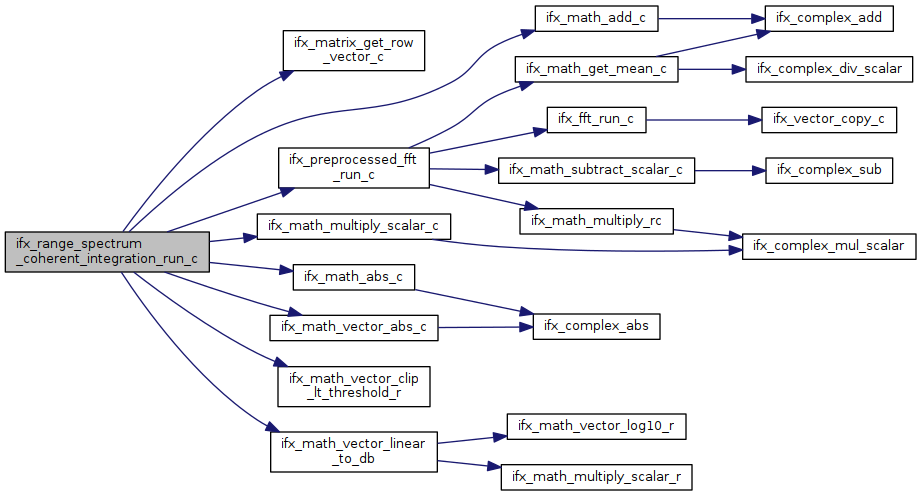 ifx_range_spectrum
_coherent_integration_run_c
ifx_matrix_get_row
_vector_c
ifx_preprocessed_fft
_run_c
ifx_math_multiply_scalar_c
ifx_math_abs_c
ifx_math_vector_abs_c
ifx_math_vector_clip
_lt_threshold_r
ifx_math_vector_linear
_to_db
ifx_math_add_c
ifx_math_get_mean_c
ifx_fft_run_c
ifx_math_subtract_scalar_c
ifx_math_multiply_rc
ifx_complex_abs
ifx_math_vector_log10_r
ifx_math_multiply_scalar_r
ifx_complex_add
ifx_complex_div_scalar
ifx_vector_copy_c
ifx_complex_sub
ifx_complex_mul_scalar